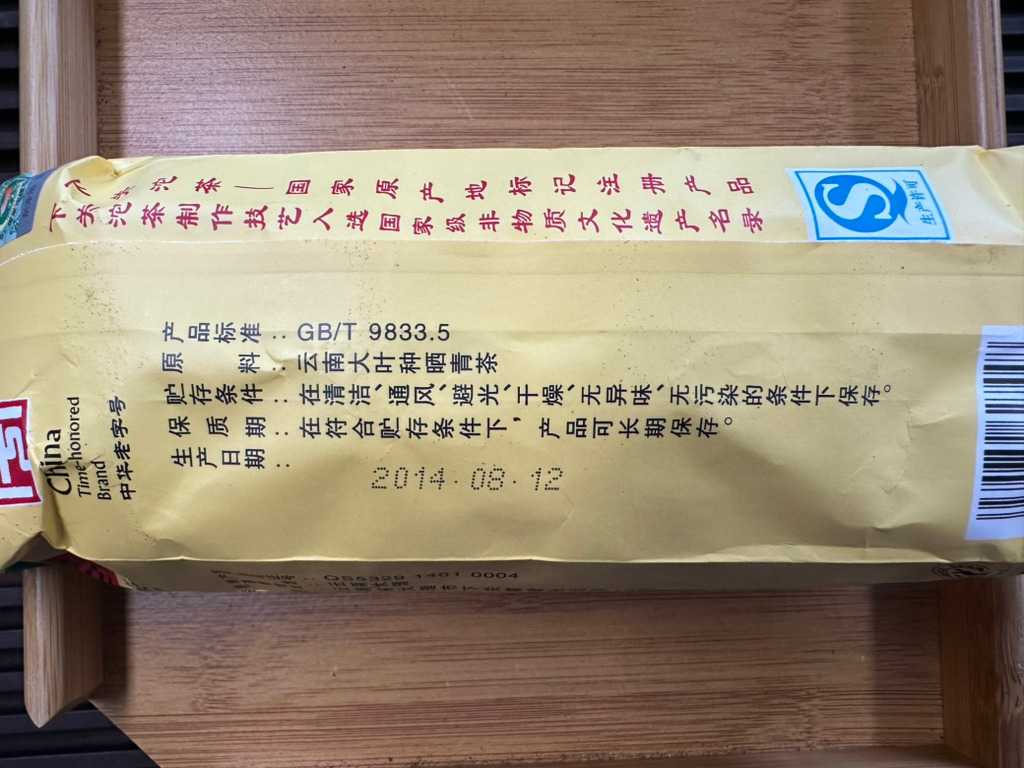 沱茶—国家原产地标记注册产品
下关沱茶制作技艺入选国家级非物质文化遗产名录
生产许可
产品标准：GB/T 9833.5
原料：云南大叶种晒青茶
贮存条件：在清洁、通风、避光、干燥、无异味、无污染的条件下保存。
保质期：在符合贮存条件下，产品可长期保存。
生产日期：
2014.08.12
China
Time-honored
Brand
中华老字号
QS5329 1401 0004